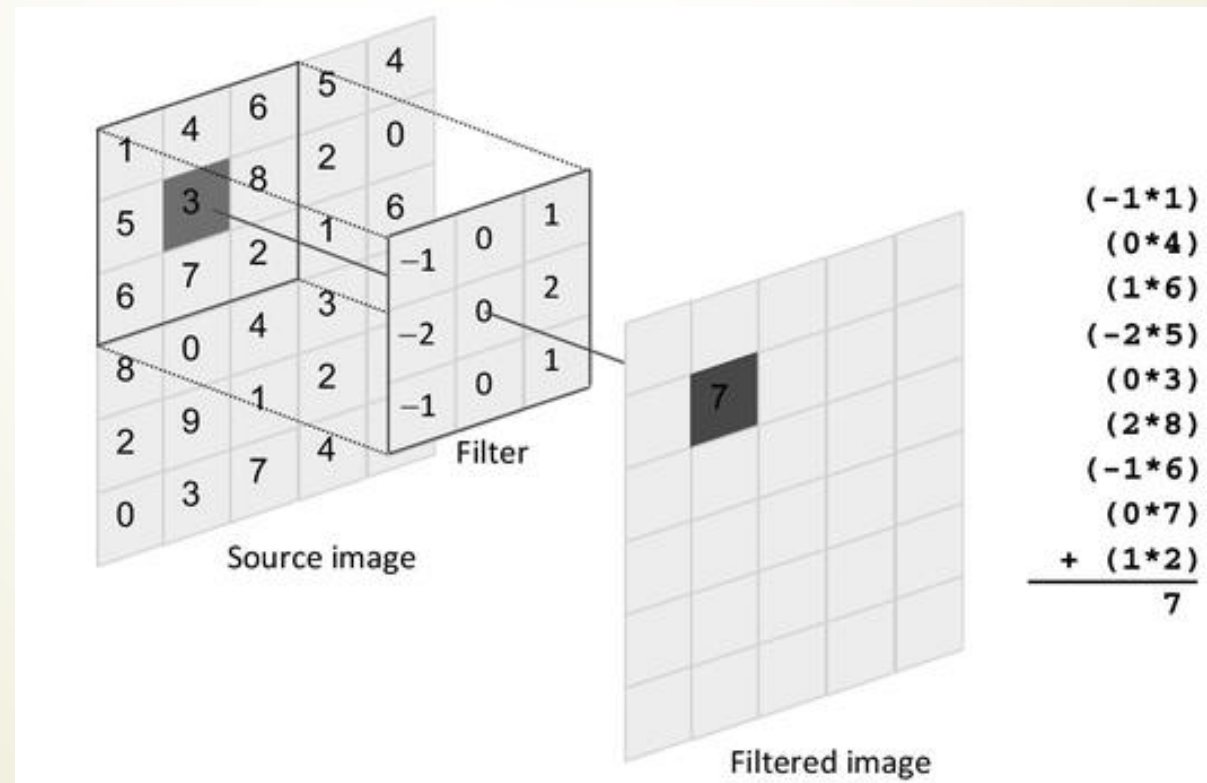 1 4 6 5 4
5 3 8 2 0
6 7 2 1 6
8 0 4 3
2 9 1 2
0 3 7 4
Source image
−1 0 1
−2 0 2
−1 0 1
Filter
7
Filtered image
(-1*1)
(0*4)
(1*6)
(-2*5)
(0*3)
(2*8)
(-1*6)
(0*7)
+ (1*2)
7